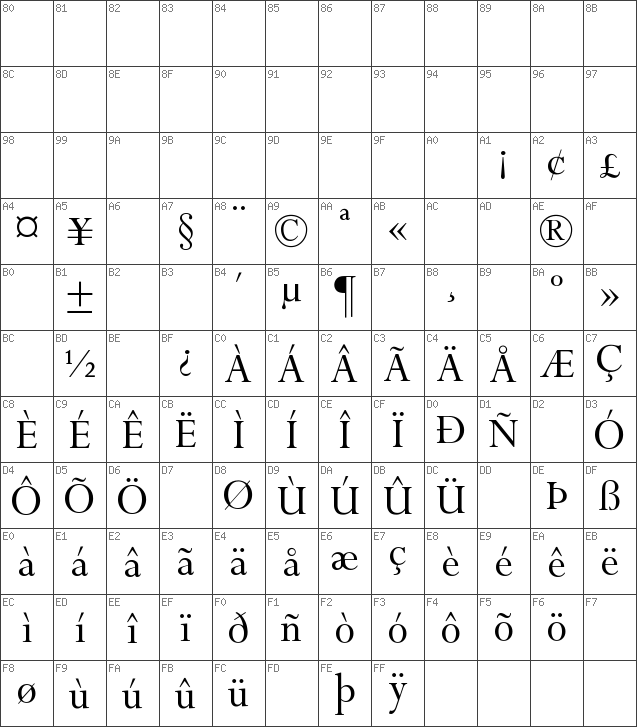 80 81 82 83 84 85 86 87 88 89 8A 8B
8C 8D 8E 8F 90 91 92 93 94 95 96 97
98 99 9A 9B 9C 9D 9E 9F A0 A1 A2 A3
¡ ¢ £
A4 A5 A6 A7 A8 A9 AA AB AC AD AE AF
¤ ¥ § ¨ © ª « ®
B0 B1 B2 B3 B4 B5 B6 B7 B8 B9 BA BB
± ´ µ ¶ ¸ º »
BC BD BE BF C0 C1 C2 C3 C4 C5 C6 C7
½ ¿ À Á Â Ã Ä Å Æ Ç
C8 C9 CA CB CC CD CE CF D0 D1 D2 D3
È É Ê Ë Ì Í Î Ï Ð Ñ Ó
D4 D5 D6 D7 D8 D9 DA DB DC DD DE DF
Ô Õ Ö Ø Ù Ú Û Ü Þ ß
E0 E1 E2 E3 E4 E5 E6 E7 E8 E9 EA EB
à á â ã ä å æ ç è é ê ë
EC ED EE EF F0 F1 F2 F3 F4 F5 F6 F7
ì í î ï ð ñ ò ó ô õ ö
F8 F9 FA FB FC FD FE FF
ø ù ú û ü þ ÿ